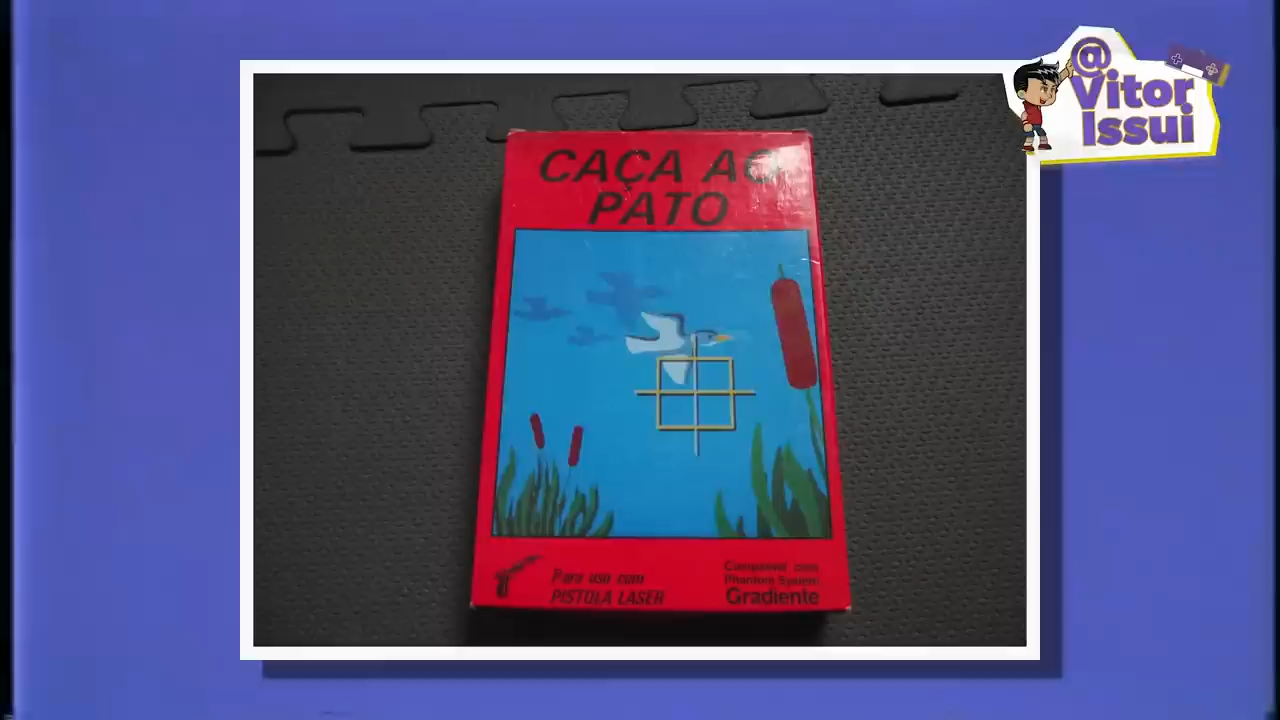 @
Vitor
Issui
CAÇA AO
PATO
Para uso com
PISTOLA LASER
Compatível com
Phantom System
Gradiente